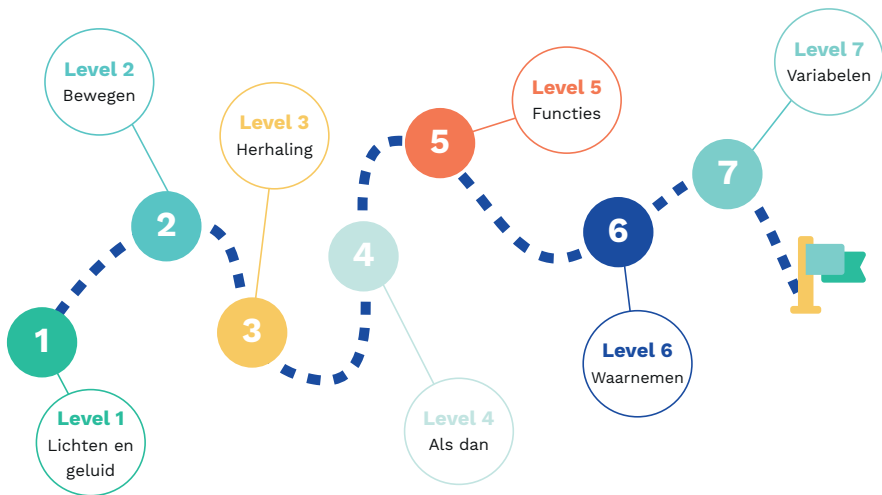 1
Level 1
Lichten en
geluid
2
Level 2
Bewegen
3
Level 3
Herhaling
4
Level 4
Als dan
5
Level 5
Functies
6
Level 6
Waarnemen
7
Level 7
Variabelen